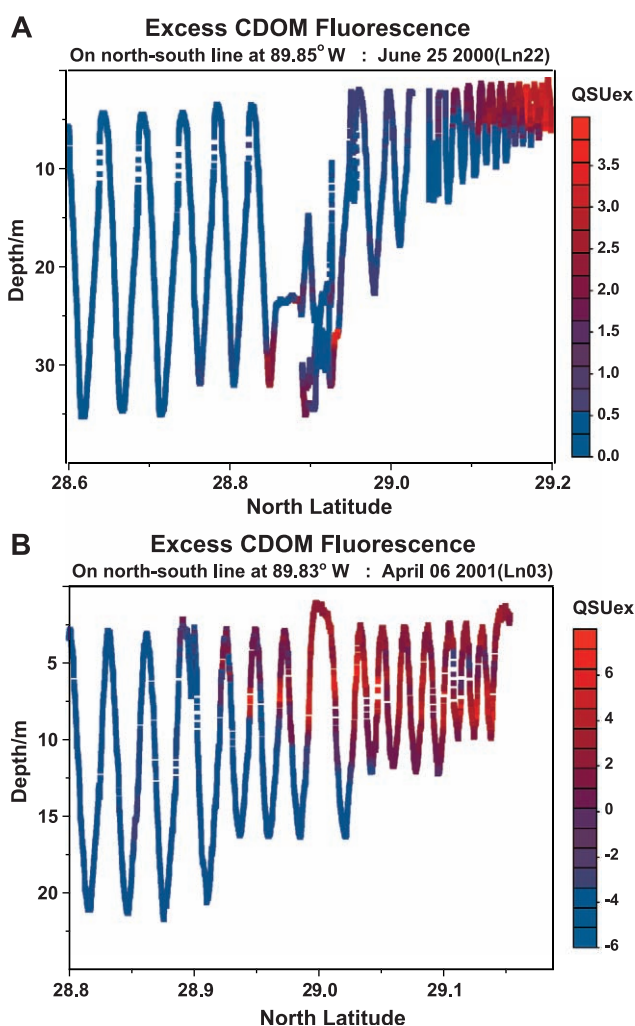 A
Excess CDOM Fluorescence
On north-south line at 89.85° W : June 25 2000(Ln22)
QSUex
10
20
30
Depth/m
3.5
3.0
2.5
2.0
1.5
1.0
0.5
0.0
28.6
28.8
29.0
29.2
North Latitude
B
Excess CDOM Fluorescence
On north-south line at 89.83° W : April 06 2001(Ln03)
QSUex
5
10
15
20
Depth/m
6
4
2
0
-2
-4
-6
28.8
28.9
29.0
29.1
North Latitude